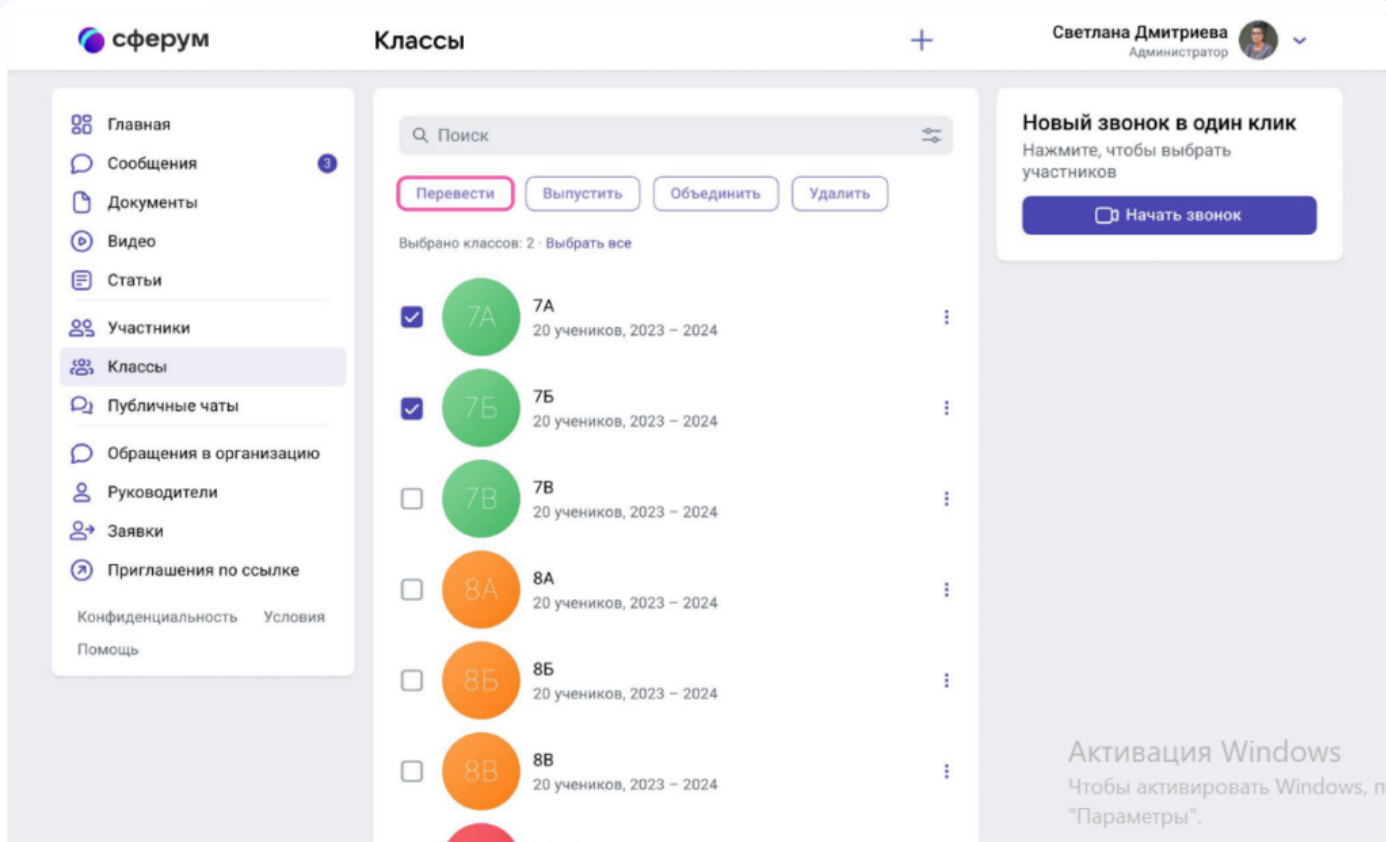 сферум
Классы
Светлана Дмитриева
Администратор
Главная
Сообщения
3
Документы
Видео
Статьи
Участники
Классы
Публичные чаты
Обращения в организацию
Руководители
Заявки
Приглашения по ссылке
Конфиденциальность Условия
Помощь
Поиск
Перевести Выпустить Объединить Удалить
Выбрано классов: 2 · Выбрать все
7А
7А
20 учеников, 2023 – 2024
7Б
7Б
20 учеников, 2023 – 2024
7В
7В
20 учеников, 2023 – 2024
8А
8А
20 учеников, 2023 – 2024
8Б
8Б
20 учеников, 2023 – 2024
8В
8В
20 учеников, 2023 – 2024
Новый звонок в один клик
Нажмите, чтобы выбрать
участников
Начать звонок
Активация Windows
Чтобы активировать Windows, п
"Параметры".